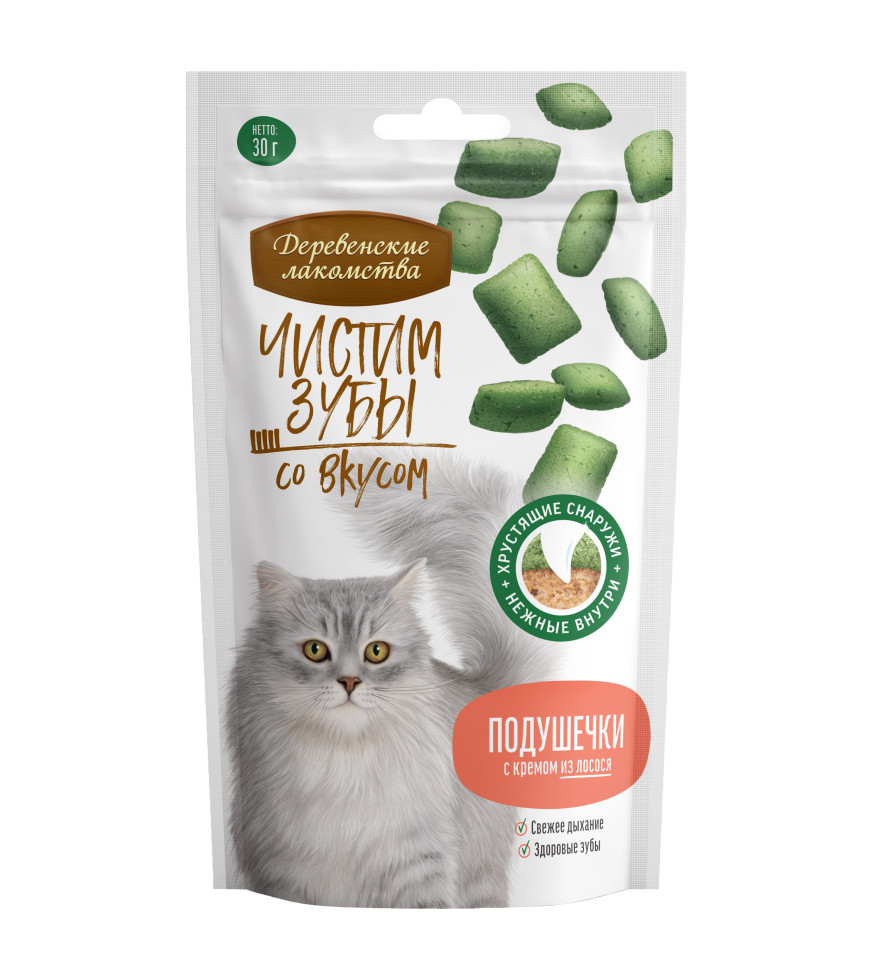 НЕТТО:
30 г
Деревенские
лакомства
ЧИСТИМ
ЗУБЫ
СО ВКУСОМ
ХРУСТЯЩИЕ СНАРУЖИ
+ НЕЖНЫЕ ВНУТРИ +
ПОДУШЕЧКИ
С КРЕМОМ ИЗ ЛОСОСЯ
Свежее дыхание
Здоровые зубы